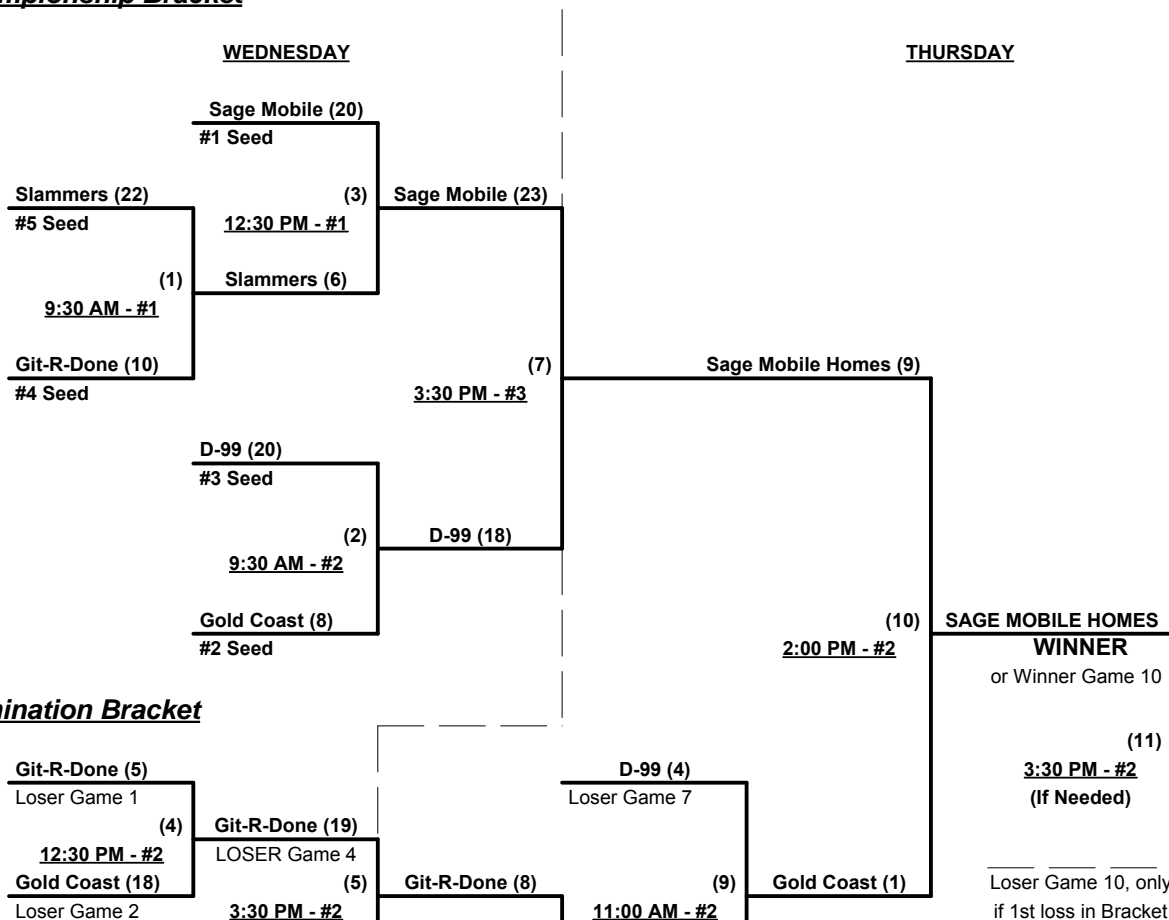 WEDNESDAY
THURSDAY
Sage Mobile (20)
#1 Seed
Slammers (22)
(3)
Sage Mobile (23)
#5 Seed
12:30 PM - #1
(1)
Slammers (6)
9:30 AM - #1
Git-R-Done (10)
(7)
Sage Mobile Homes (9)
#4 Seed
3:30 PM - #3
D-99 (20)
#3 Seed
(2)
D-99 (18)
9:30 AM - #2
Gold Coast (8)
(10)
SAGE MOBILE HOMES
#2 Seed
2:00 PM - #2
WINNER
or Winner Game 10
Bracket
(11)
Git-R-Done (5)
D-99 (4)
3:30 PM - #2
Loser Game 1
Loser Game 7
(If Needed)
(4)
Git-R-Done (19)
12:30 PM - #2
LOSER Game 4
Gold Coast (18)
(5)
Git-R-Done (8)
(9)
Gold Coast (1)
Loser Game 10, only
Loser Game 2
3:30 PM - #2
11:00 AM - #2
if 1st loss in Bracket